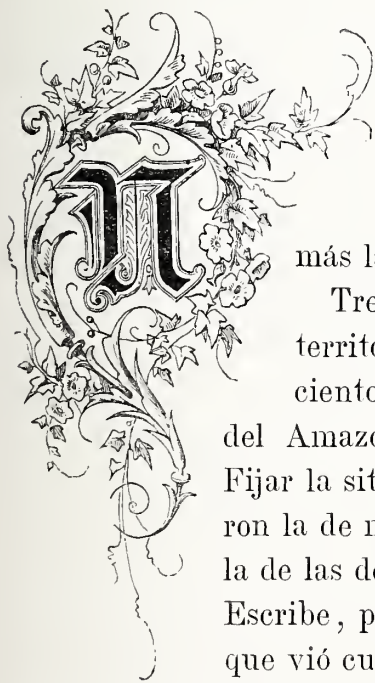 N
más l
Tre
territo
ciento
del Amazo
Fijar la sit
ron la de
la de las d
Escribe, p
que vió cu